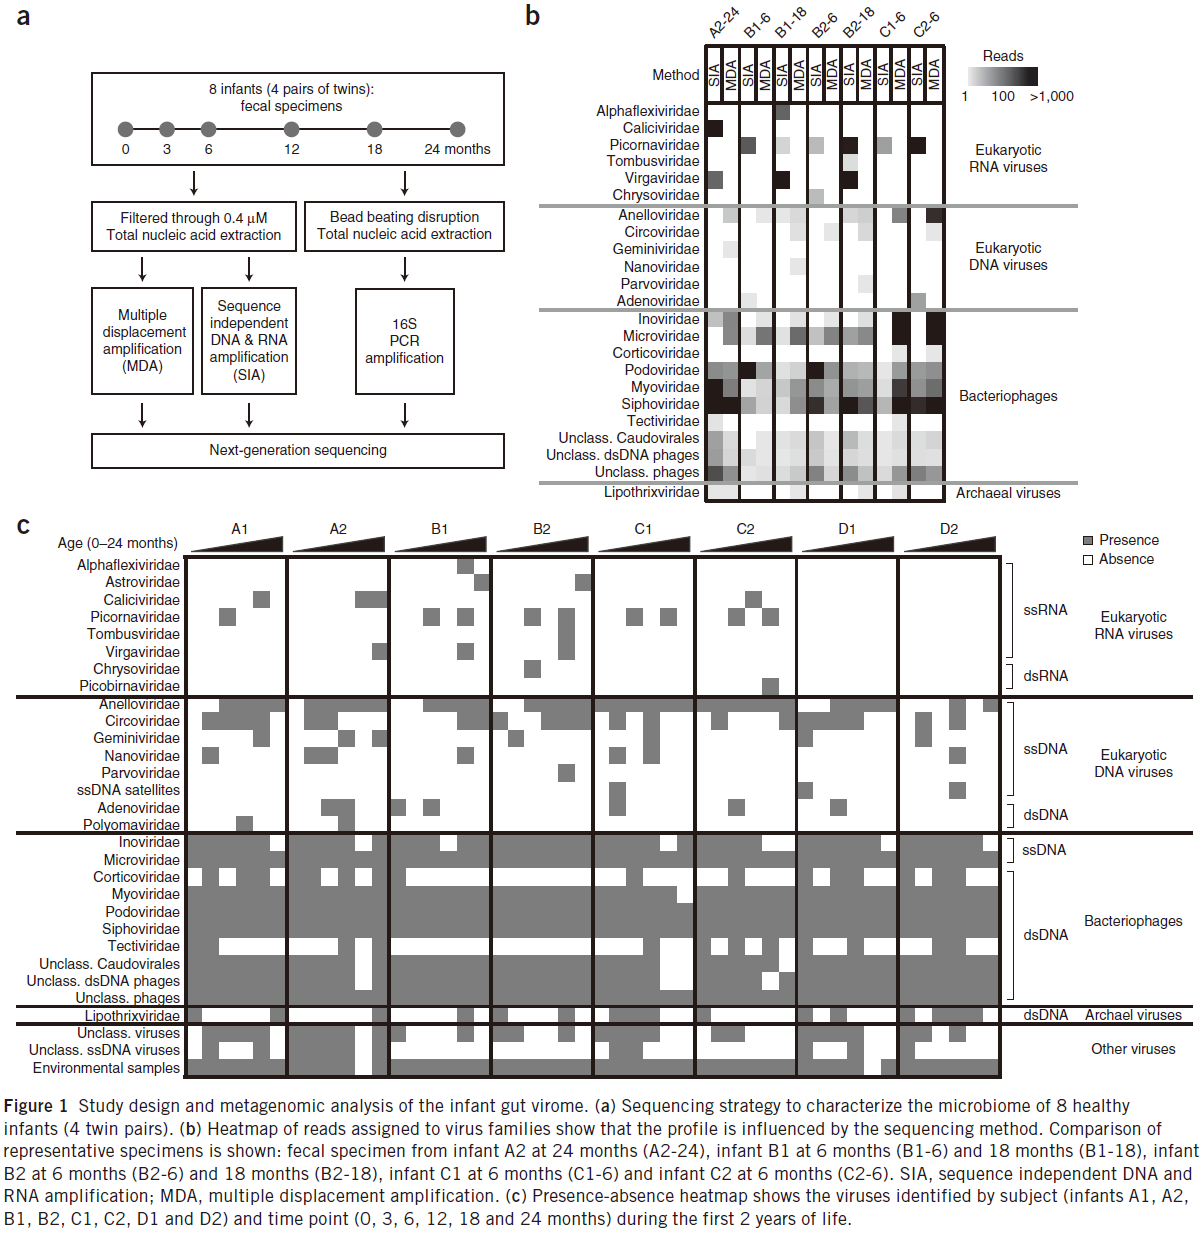 a
8 infants (4 pairs of twins):
fecal specimens
0 3 6 12 18 24 months
Filtered through 0.4 μM
Total nucleic acid extraction
Bead beating disruption
Total nucleic acid extraction
Multiple
displacement
amplification
(MDA)
Sequence
independent
DNA & RNA
amplification
(SIA)
16S
PCR
amplification
Next-generation sequencing
b
A2-24 B1-6 B1-18 B2-6 B2-18 C1-6 C2-6
Method SIA MDA SIA MDA SIA MDA SIA MDA SIA MDA SIA MDA SIA MDA
Reads
1 100 >1,000
Alphaflexiviridae
Caliciviridae
Picornaviridae
Tombusviridae
Virgaviridae
Chrysoviridae
Eukaryotic
RNA viruses
Anelloviridae
Circoviridae
Geminiviridae
Nanoviridae
Parvoviridae
Adenoviridae
Eukaryotic
DNA viruses
Inoviridae
Microviridae
Corticoviridae
Podoviridae
Myoviridae
Siphoviridae
Tectiviridae
Unclass. Caudovirales
Unclass. dsDNA phages
Unclass. phages
Bacteriophages
Lipothrixviridae
Archaeal viruses
c
Age (0–24 months)
A1 A2 B1 B2 C1 C2 D1 D2
Presence
Absence
Alphaflexiviridae
Astroviridae
Caliciviridae
Picornaviridae
Tombusviridae
Virgaviridae
Chrysoviridae
Picobirnaviridae
ssRNA
dsRNA
Eukaryotic
RNA viruses
Anelloviridae
Circoviridae
Geminiviridae
Nanoviridae
Parvoviridae
ssDNA satellites
Adenoviridae
Polyomaviridae
ssDNA
dsDNA
Eukaryotic
DNA viruses
Inoviridae
Microviridae
Corticoviridae
Myoviridae
Podoviridae
Siphoviridae
Tectiviridae
Unclass. Caudovirales
Unclass. dsDNA phages
Unclass. phages
ssDNA
dsDNA
Bacteriophages
Lipothrixviridae
dsDNA Archael viruses
Unclass. viruses
Unclass. ssDNA viruses
Environmental samples
Other viruses
Figure 1 Study design and metagenomic analysis of the infant gut virome. (a) Sequencing strategy to characterize the microbiome of 8 healthy
infants (4 twin pairs). (b) Heatmap of reads assigned to virus families show that the profile is influenced by the sequencing method. Comparison of
representative specimens is shown: fecal specimen from infant A2 at 24 months (A2-24), infant B1 at 6 months (B1-6) and 18 months (B1-18), infant
B2 at 6 months (B2-6) and 18 months (B2-18), infant C1 at 6 months (C1-6) and infant C2 at 6 months (C2-6). SIA, sequence independent DNA and
RNA amplification; MDA, multiple displacement amplification. (c) Presence-absence heatmap shows the viruses identified by subject (infants A1, A2,
B1, B2, C1, C2, D1 and D2) and time point (0, 3, 6, 12, 18 and 24 months) during the first 2 years of life.